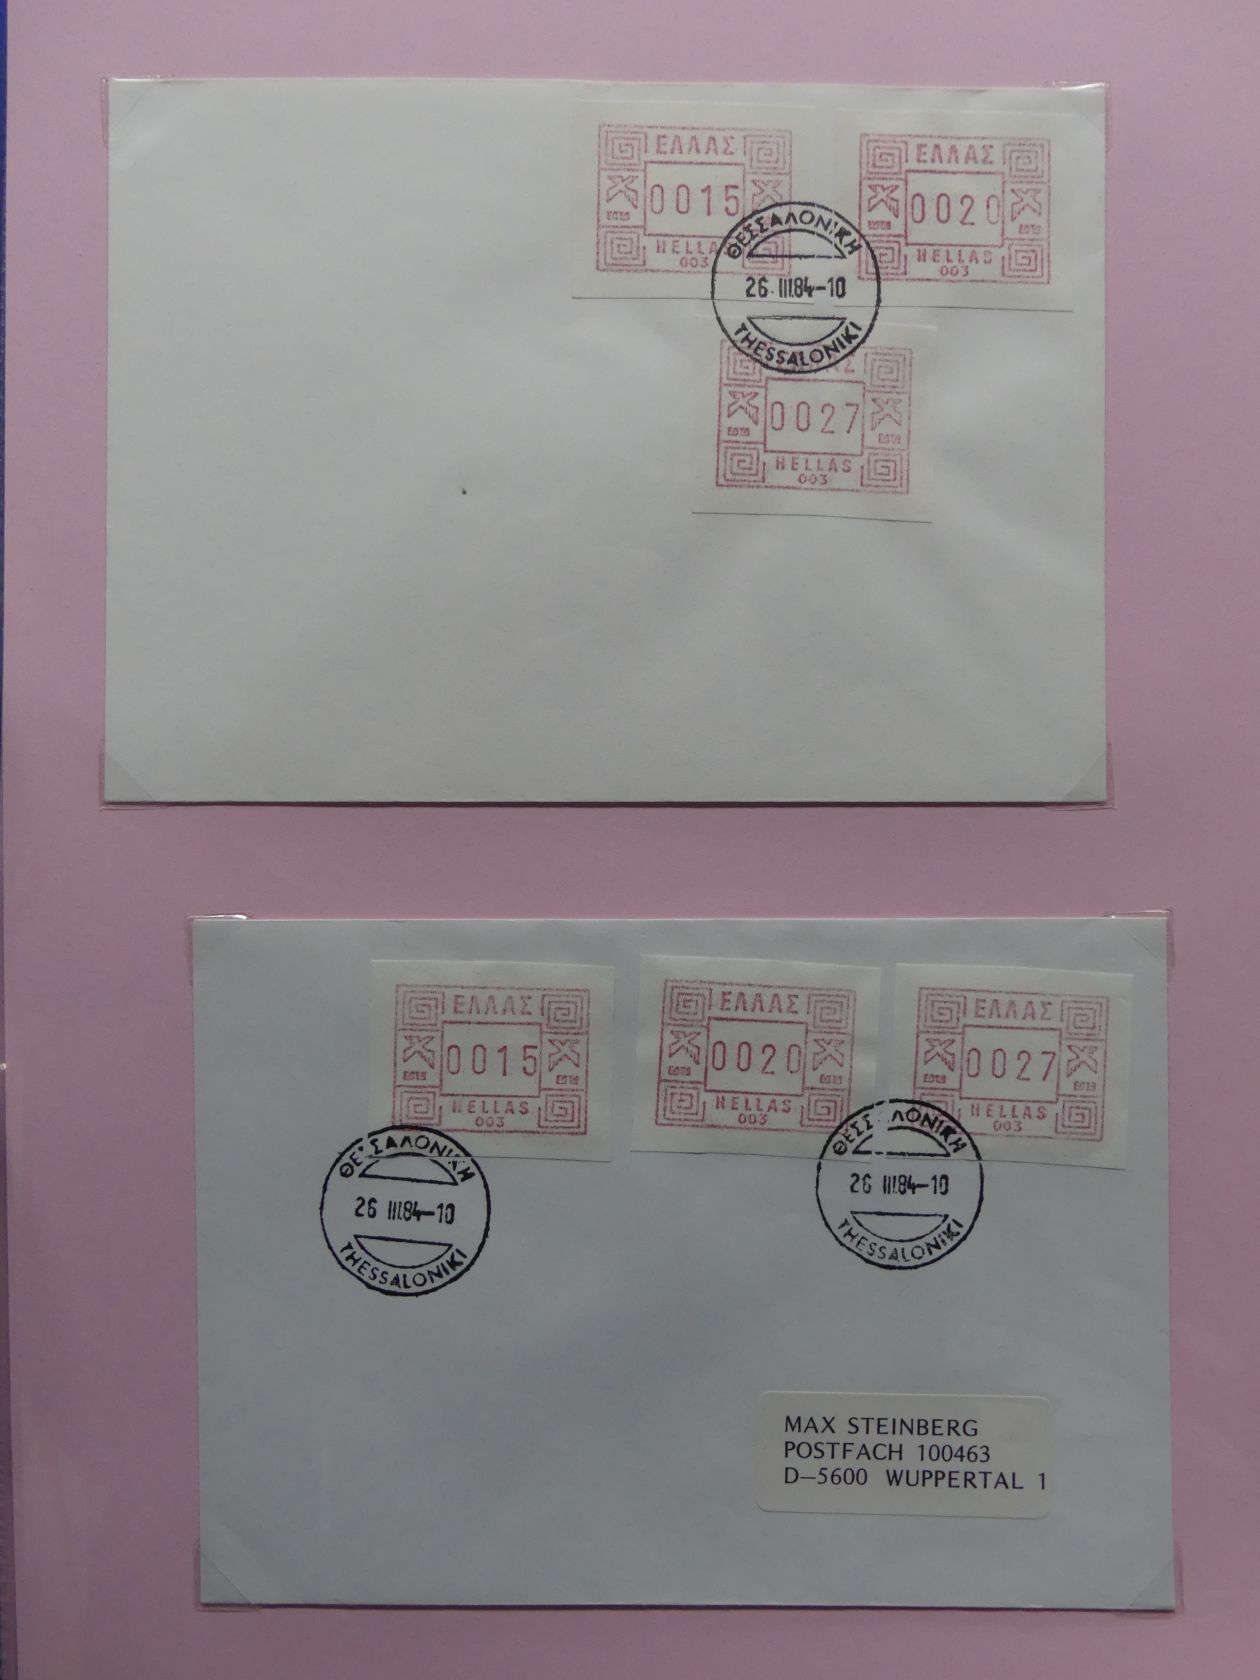 ΕΛΛΑΣ
0015
HELLAS
003
ΕΛΛΑΣ
0020
HELLAS
003
ΘΕΣΣΑΛΟΝΙΚΗ
26 III.84-10
THESSALONIKI
0027
HELLAS
003
ΕΛΛΑΣ
0015
HELLAS
003
ΕΛΛΑΣ
0020
HELLAS
003
ΕΛΛΑΣ
0027
HELLAS
003
ΘΕΣΣΑΛΟΝΙΚΗ
26 III.84-10
THESSALONIKI
ΘΕΣΣΑΛΟΝΙΚΗ
26 III.84-10
THESSALONIKI
MAX STEINBERG
POSTFACH 100463
D-5600 WUPPERTAL 1